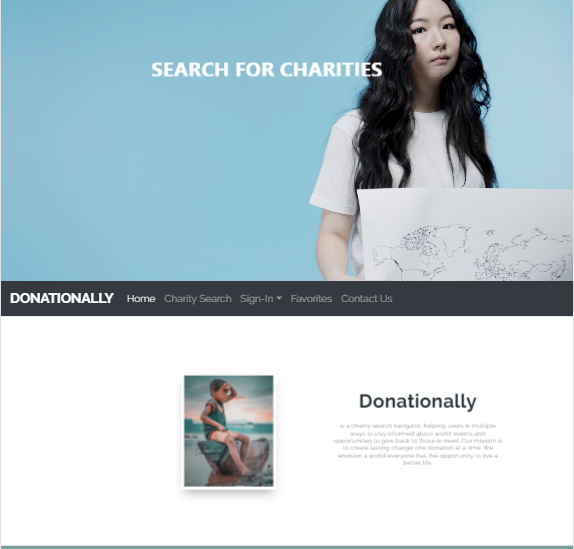 SEARCH FOR CHARITIES
DONATIONALLY Home Charity Search Sign-In Favorites Contact Us
Donationally
is a charity search navigator, helping users in multiple
ways to stay informed about world events and
opportunities to give back to those in need. Our mission is
to create lasting change one donation at a time. We
envision a world everyone has the opportunity to live a
better life.